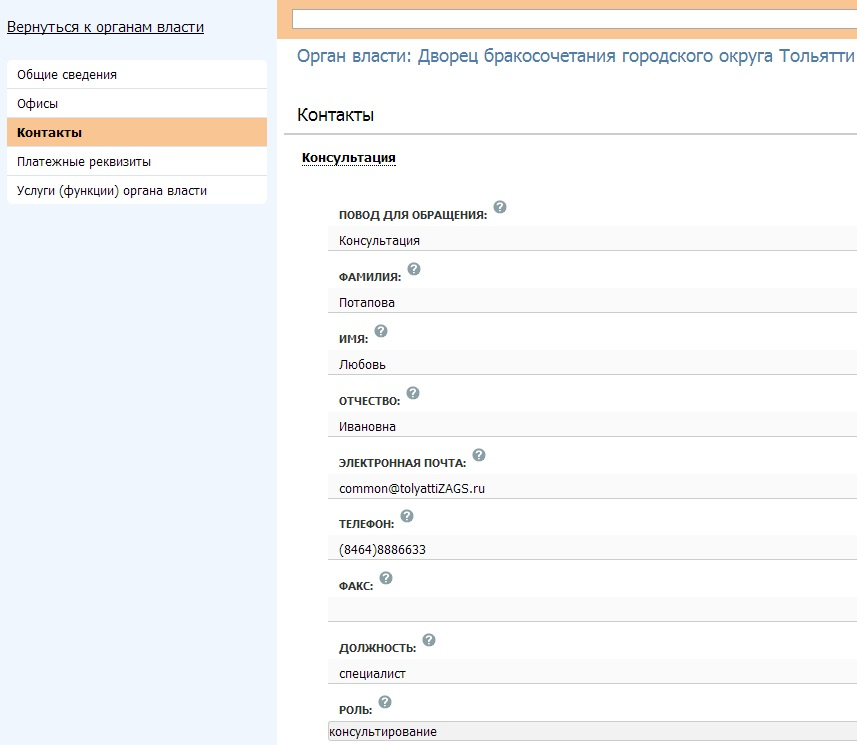 Вернуться к органам власти
Общие сведения
Офисы
Контакты
Платежные реквизиты
Услуги (функции) органа власти
Орган власти: Дворец бракосочетания городского округа Тольятти
Контакты
Консультация
ПОВОД ДЛЯ ОБРАЩЕНИЯ: ?
Консультация
ФАМИЛИЯ: ?
Потапова
ИМЯ: ?
Любовь
ОТЧЕСТВО: ?
Ивановна
ЭЛЕКТРОННАЯ ПОЧТА: ?
common@tolyattiZAGS.ru
ТЕЛЕФОН: ?
(8464)8886633
ФАКС: ?
ДОЛЖНОСТЬ: ?
специалист
РОЛЬ: ?
консультирование